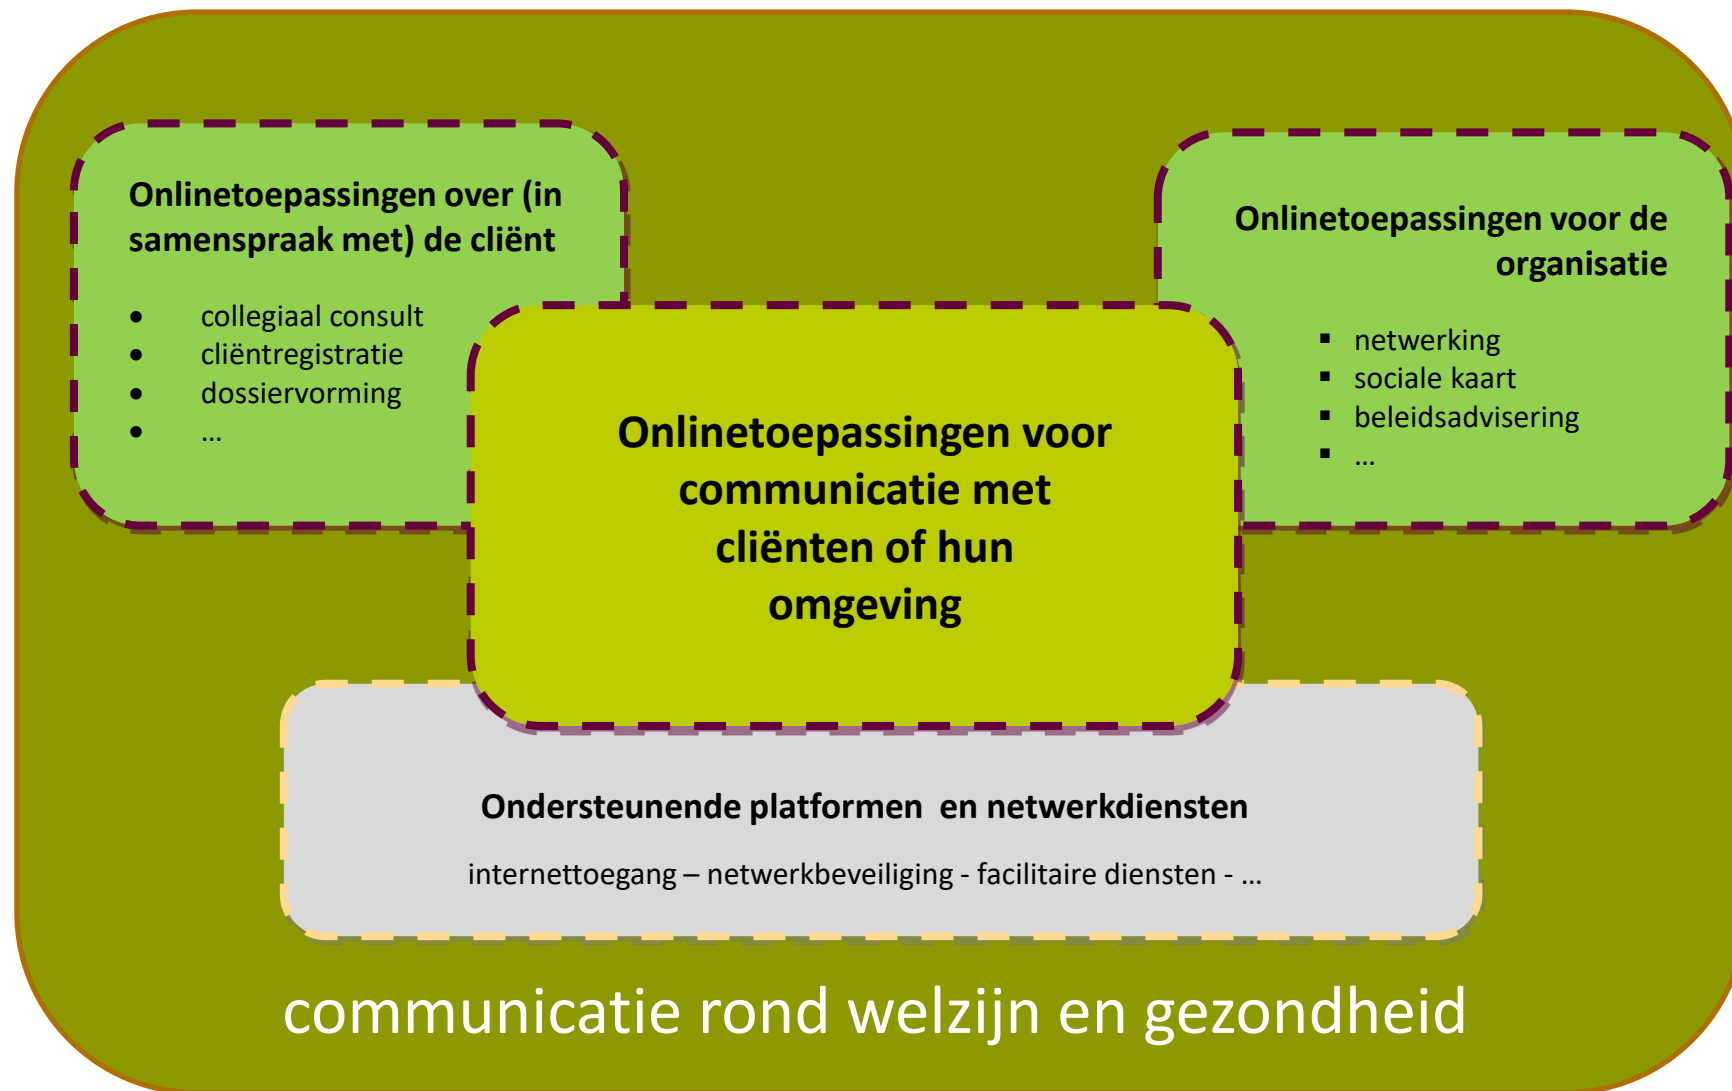 Onlinetoepassingen over (in
samenspraak met) de cliënt
• collegiaal consult
• cliëntregistratie
• dossiervorming
• ...
Onlinetoepassingen voor de
organisatie
▪ netwerking
▪ sociale kaart
▪ beleidsadvisering
▪ ...
Onlinetoepassingen voor
communicatie met
cliënten of hun
omgeving
Ondersteunende platformen  en netwerkdiensten
internettoegang – netwerkbeveiliging - facilitaire diensten - ...
communicatie rond welzijn en gezondheid